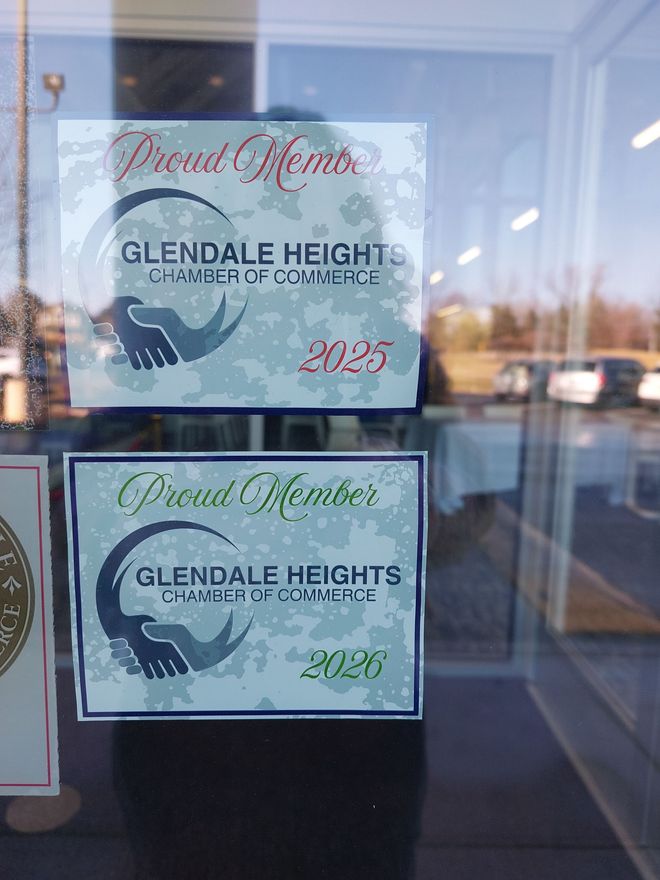 Proud Member
GLENDALE HEIGHTS
CHAMBER OF COMMERCE
2025
Proud Member
GLENDALE HEIGHTS
CHAMBER OF COMMERCE
2026